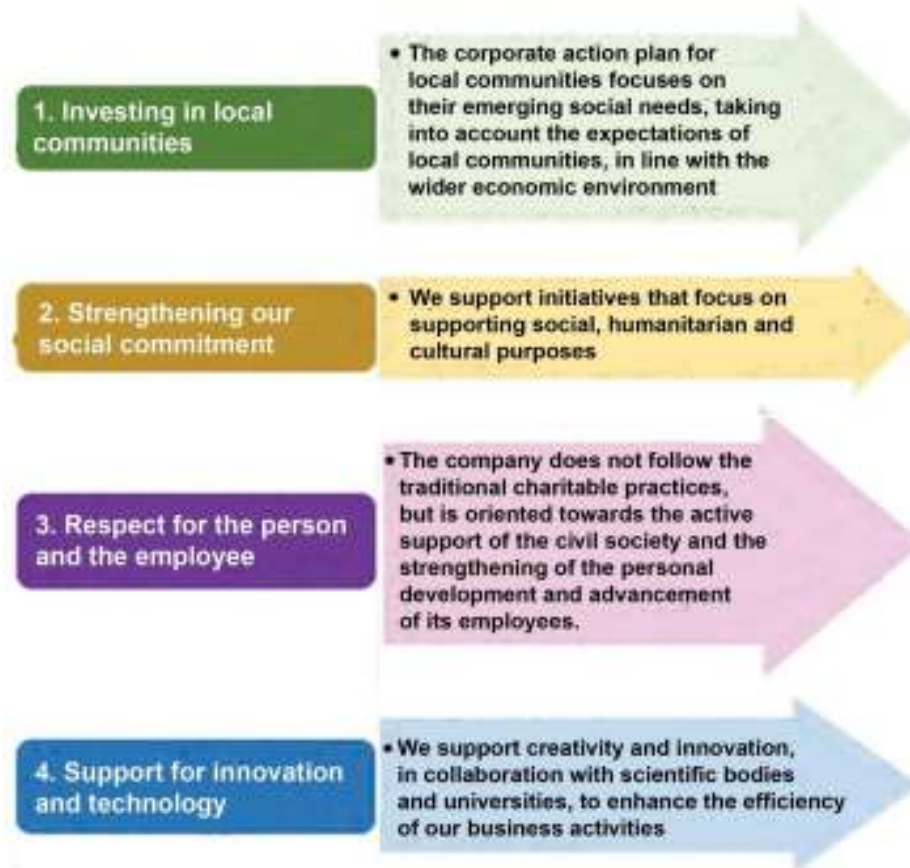 1. Investing in local
communities
• The corporate action plan for
local communities focuses on
their emerging social needs, taking
into account the expectations of
local communities, in line with the
wider economic environment
2. Strengthening our
social commitment
• We support initiatives that focus on
supporting social, humanitarian and
cultural purposes
3. Respect for the person
and the employee
• The company does not follow the
traditional charitable practices,
but is oriented towards the active
support of the civil society and the
strengthening of the personal
development and advancement
of its employees.
4. Support for innovation
and technology
• We support creativity and innovation,
in collaboration with scientific bodies
and universities, to enhance the efficiency
of our business activities